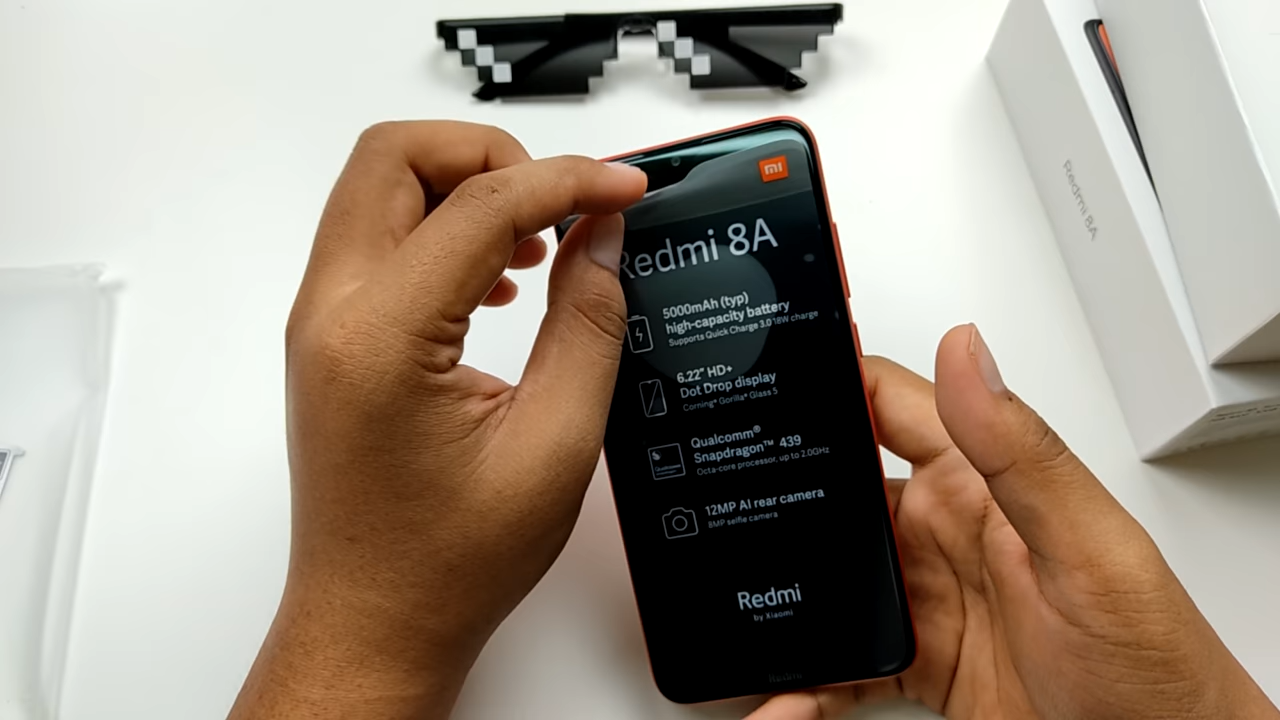 mi
Redmi 8A
5000mAh (typ)
high-capacity battery
Supports Quick Charge 3.0 18W charge
6.22" HD+
Dot Drop display
Corning® Gorilla® Glass 5
Qualcomm®
Snapdragon™ 439
Octa-core processor, up to 2.0GHz
Qualcomm
12MP AI rear camera
8MP selfie camera
Redmi
by Xiaomi
Redmi
Redmi 8A